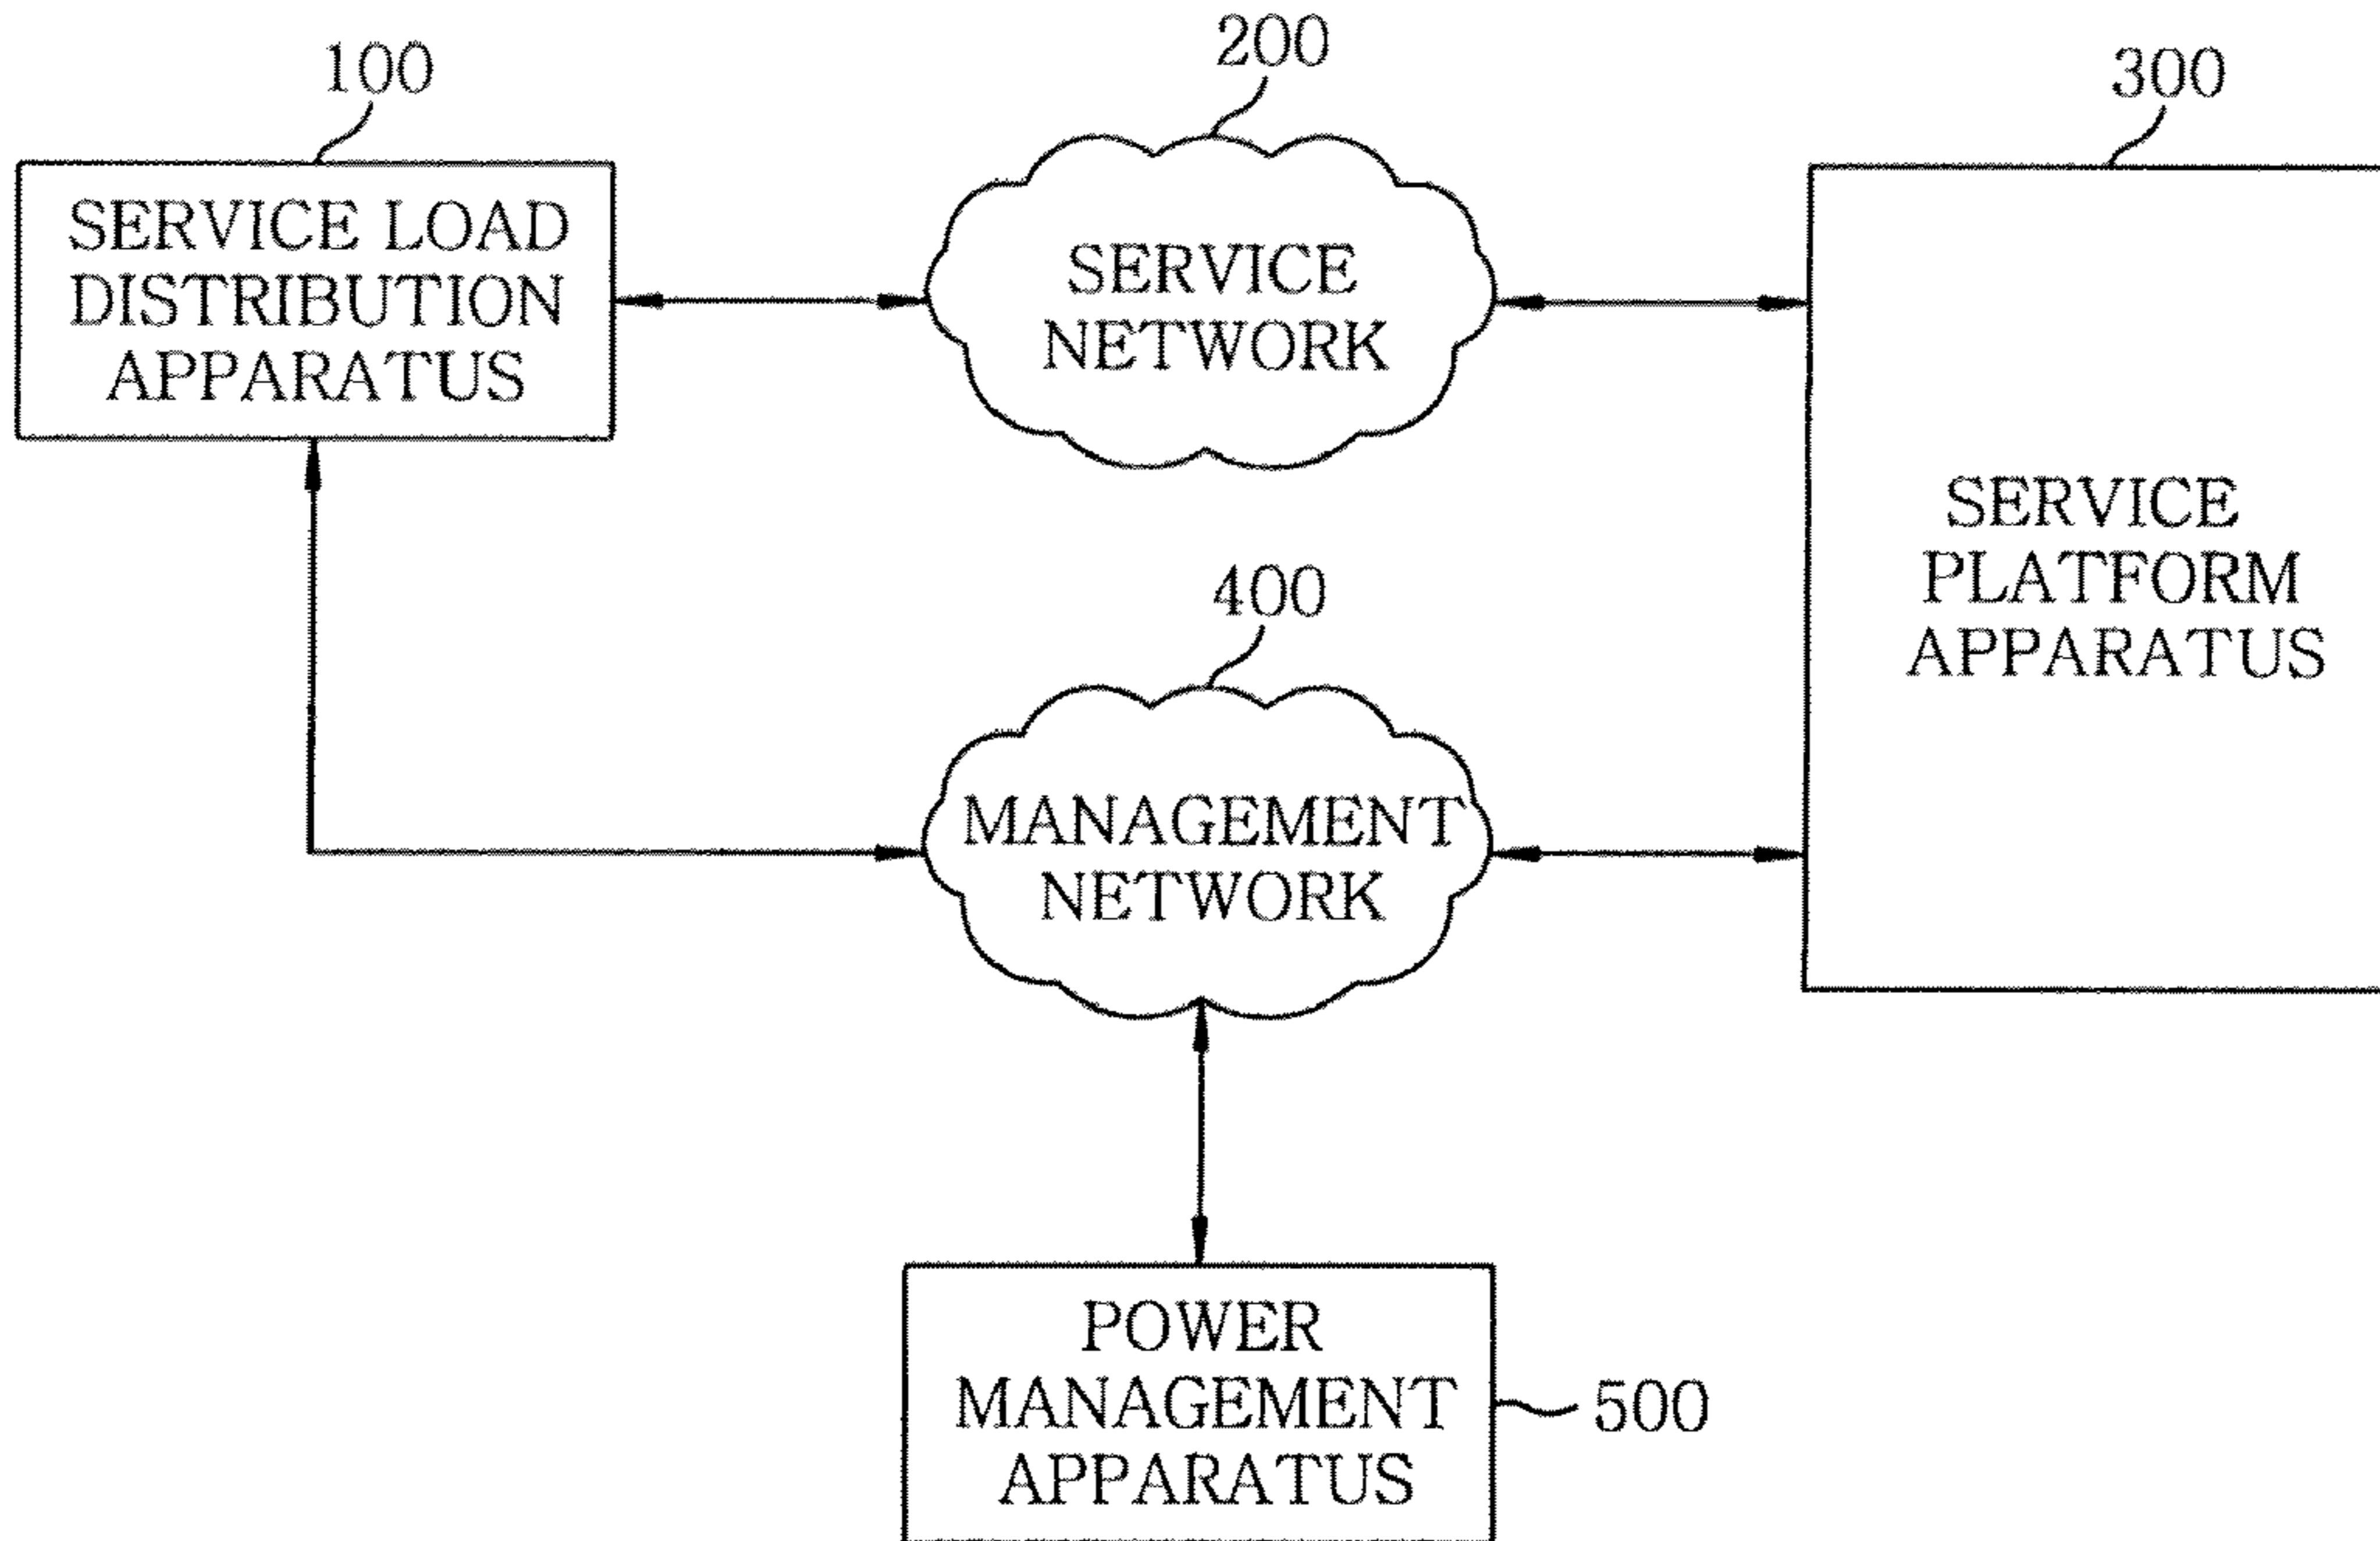 100
SERVICE LOAD
DISTRIBUTION
APPARATUS
200
SERVICE
NETWORK
300
SERVICE
PLATFORM
APPARATUS
400
MANAGEMENT
NETWORK
POWER
MANAGEMENT
APPARATUS
500